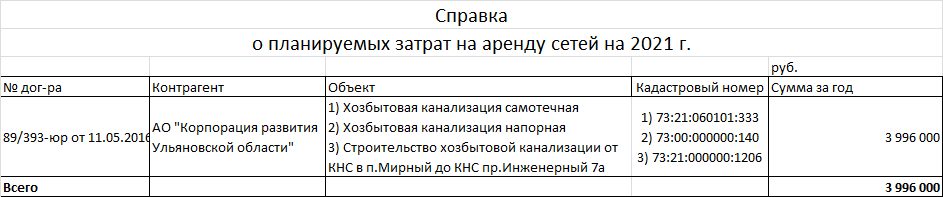 Справка
о планируемых затрат на аренду сетей на 2021 г.
руб.
№ дог-ра Контрагент Объект Кадастровый номер Сумма за год
89/393-юр от 11.05.2016 АО "Корпорация развития Ульяновской области" 1) Хозбытовая канализация самотечная 1) 73:21:060101:333 3 996 000
2) Хозбытовая канализация напорная 2) 73:00:000000:140
3) Строительство хозбытовой канализации от 3) 73:21:000000:1206
КНС в п.Мирный до КНС пр.Инженерный 7а
Всего 3 996 000